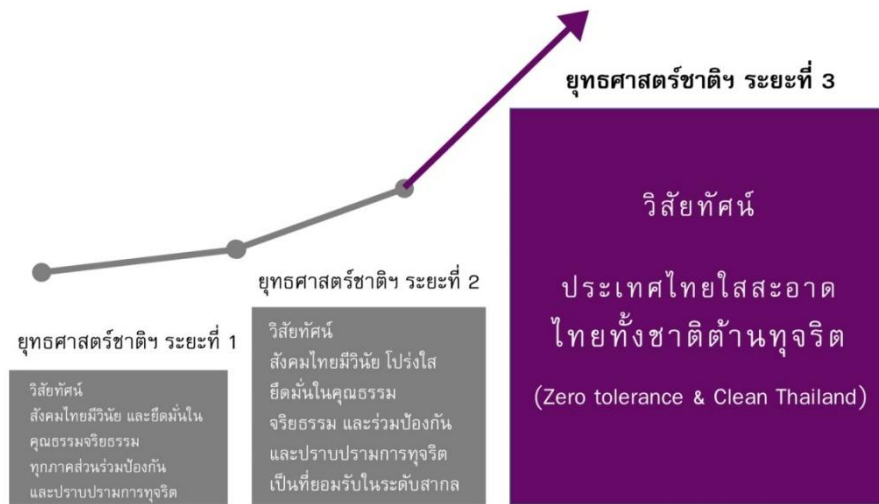 ยุทธศาสตร์ชาติฯ ระยะที่ 1
วิสัยทัศน์
สังคมไทยมีวินัย และยึดมั่นใน
คุณธรรมจริยธรรม
ทุกภาคส่วนร่วมป้องกัน
และปราบปรามการทุจริต
ยุทธศาสตร์ชาติฯ ระยะที่ 2
วิสัยทัศน์
สังคมไทยมีวินัย โปร่งใส
ยึดมั่นในคุณธรรม
จริยธรรม และร่วมป้องกัน
และปราบปรามการทุจริต
เป็นที่ยอมรับในระดับสากล
ยุทธศาสตร์ชาติฯ ระยะที่ 3
วิสัยทัศน์
ประเทศไทยใสสะอาด
ไทยทั้งชาติต้านทุจริต
(Zero tolerance & Clean Thailand)